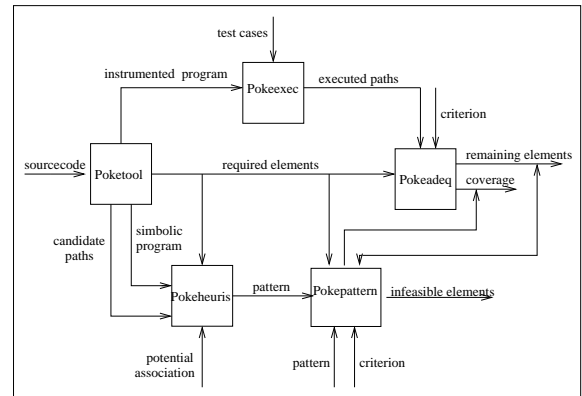 test cases
instrumented program
Pokeexec
executed paths
criterion
sourcecode
Poketool
required elements
Pokeadeq
remaining elements
coverage
candidate
paths
simbolic
program
Pokeheuris
pattern
Pokepattern
infeasible elements
potential
association
pattern
criterion